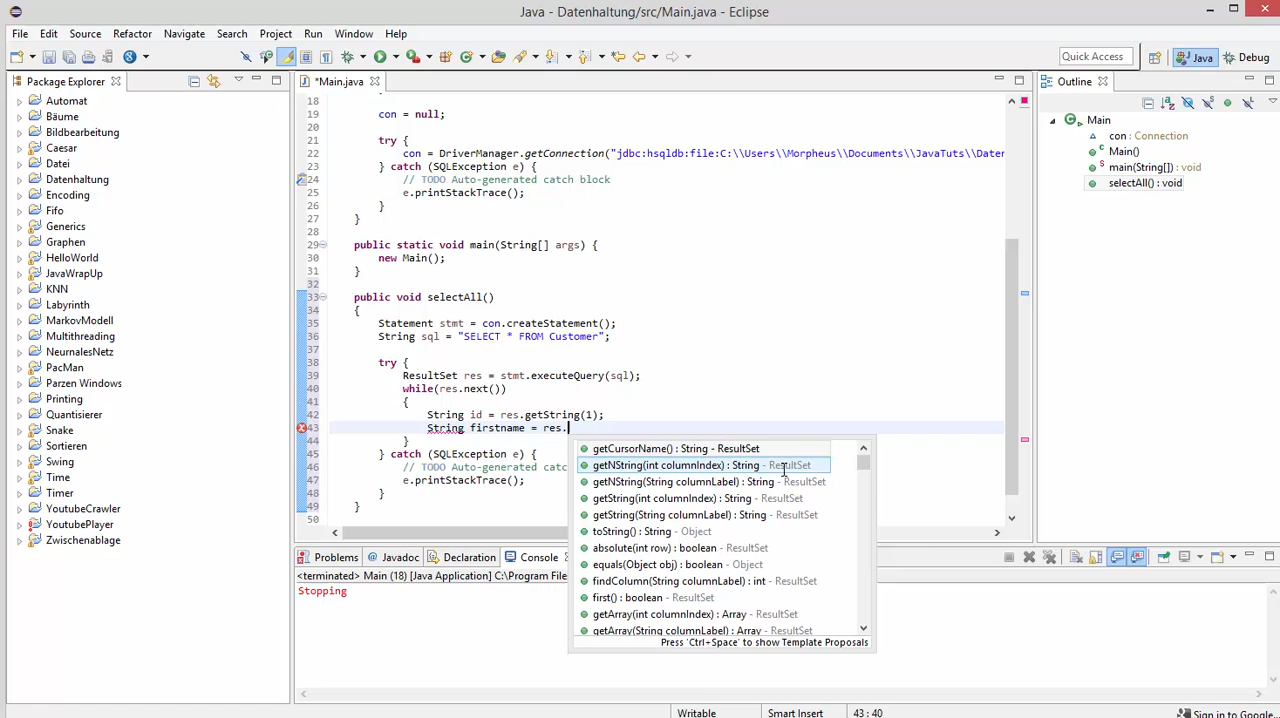 Java - Datenhaltung/src/Main.java - Eclipse
File Edit Source Refactor Navigate Search Project Run Window Help
Quick Access
Java
Debug
Package Explorer
Automat
Bäume
Bildbearbeitung
Caesar
Datei
Datenhaltung
Encoding
Fifo
Generics
Graphen
HelloWorld
JavaWrapUp
KNN
Labyrinth
MarkovModell
Multithreading
NeurnalesNetz
PacMan
Parzen Windows
Printing
Quantisierer
Snake
Sortieren
Swing
Time
Timer
YoutubeCrawler
YoutubePlayer
Zwischenablage
*Main.java
18
19 con = null;
20
21 try {
22 con = DriverManager.getConnection("jdbc:hsqldb:file:C:\\Users\\Morpheus\\Documents\\JavaTuts\\Daten
23 } catch (SQLException e) {
24 // TODO Auto-generated catch block
25 e.printStackTrace();
26 }
27 }
28
29 public static void main(String[] args) {
30 new Main();
31 }
32
33 public void selectAll()
34 {
35 Statement stmt = con.createStatement();
36 String sql = "SELECT * FROM Customer";
37
38 try {
39 ResultSet res = stmt.executeQuery(sql);
40 while(res.next())
41 {
42 String id = res.getString(1);
43 String firstname = res.
44 }
45 } catch (SQLException e) {
46 // TODO Auto-generated catc
47 e.printStackTrace();
48 }
49 }
50
getCursorName() : String - ResultSet
getNString(int columnIndex) : String - ResultSet
getNString(String columnLabel) : String - ResultSet
getString(int columnIndex) : String - ResultSet
getString(String columnLabel) : String - ResultSet
toString() : String - Object
absolute(int row) : boolean - ResultSet
equals(Object obj) : boolean - Object
findColumn(String columnLabel) : int - ResultSet
first() : boolean - ResultSet
getArray(int columnIndex) : Array - ResultSet
getArray(String columnLabel) : Array - ResultSet
Press 'Ctrl+Space' to show Template Proposals
Outline
Main
con : Connection
Main()
main(String[]) : void
selectAll() : void
Problems Javadoc Declaration Console
<terminated> Main (18) [Java Application] C:\Program Files
Stopping
Writable Smart Insert 43 : 40
Sign in to Google...